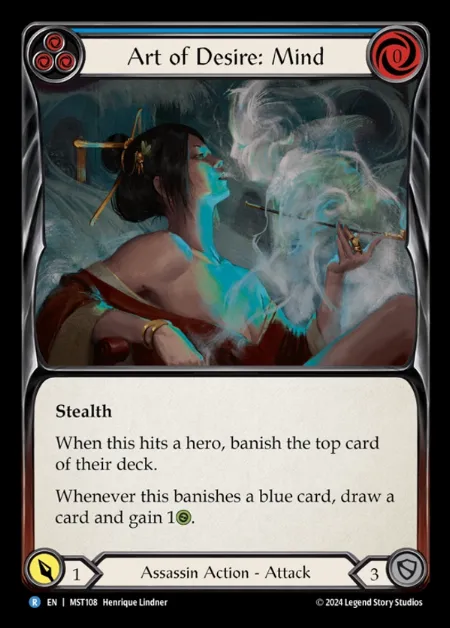 Art of Desire: Mind
0
Stealth
When this hits a hero, banish the top card
of their deck.
Whenever this banishes a blue card, draw a
card and gain 1.
1
Assassin Action - Attack
3
R EN | MST108 Henrique Lindner
© 2024 Legend Story Studios